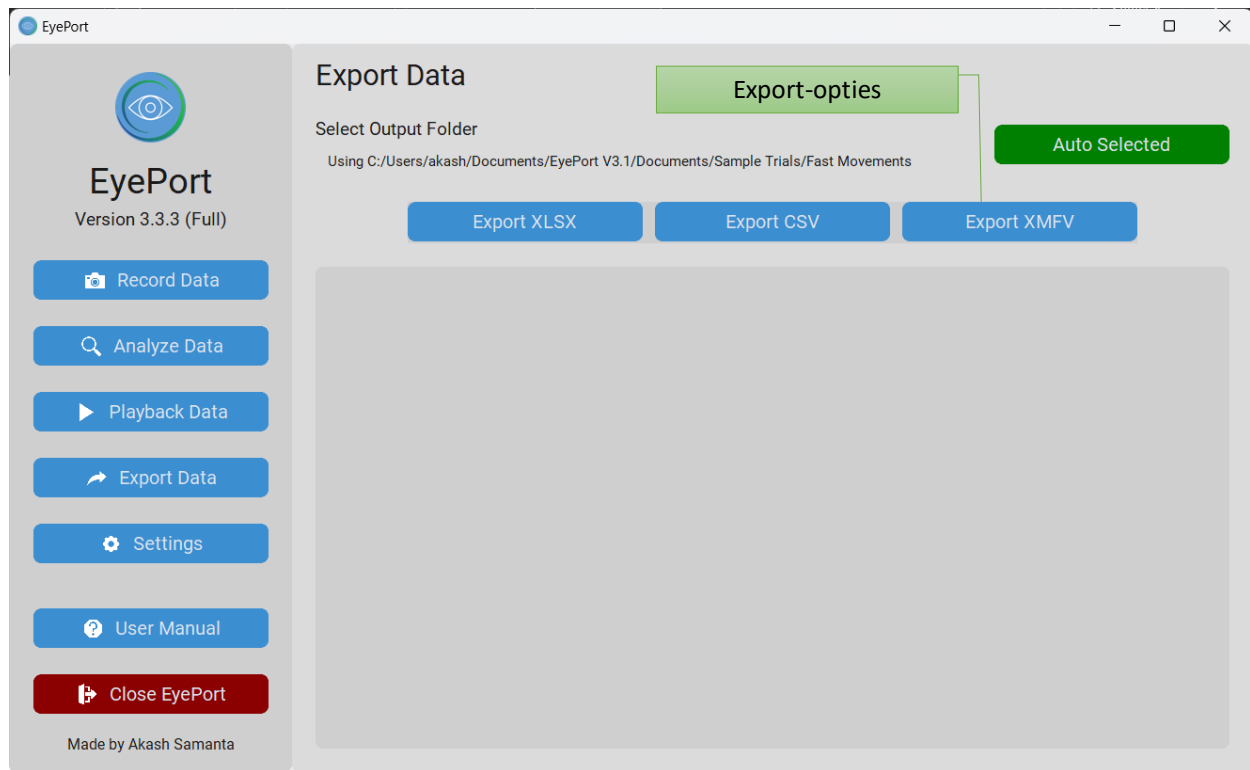 EyePort
EyePort
Version 3.3.3 (Full)
Record Data
Analyze Data
Playback Data
Export Data
Settings
User Manual
Close EyePort
Made by Akash Samanta
Export Data
Export-opties
Select Output Folder
Using C:/Users/akash/Documents/EyePort V3.1/Documents/Sample Trials/Fast Movements
Auto Selected
Export XLSX
Export CSV
Export XMFV